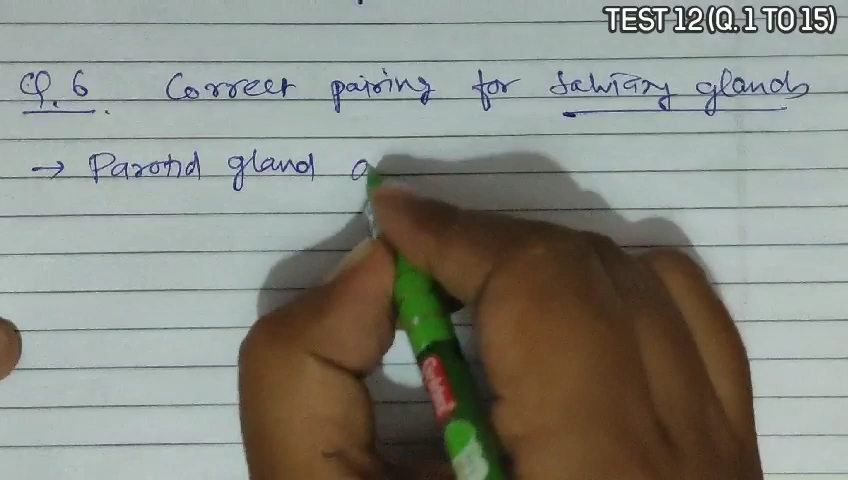 TEST 12 (Q. 1 TO 15)
Q. 6 Correct pairing for Salivary glands
→ Parotid gland a